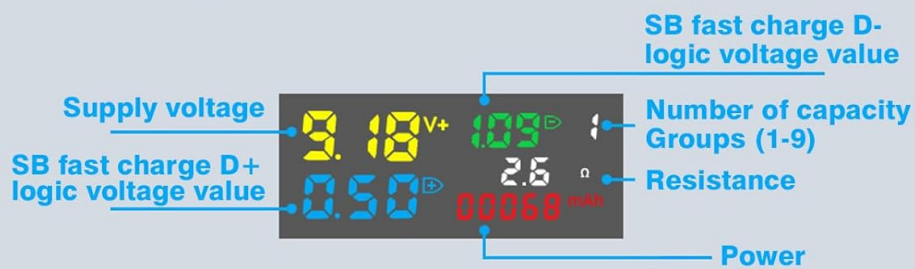 SB fast charge D-
logic voltage value
Supply voltage
9.18 V+
1.09 D-
1
Number of capacity
Groups (1-9)
SB fast charge D+
logic voltage value
0.50 D+
2.6 Ω
Resistance
00068 mAh
Power